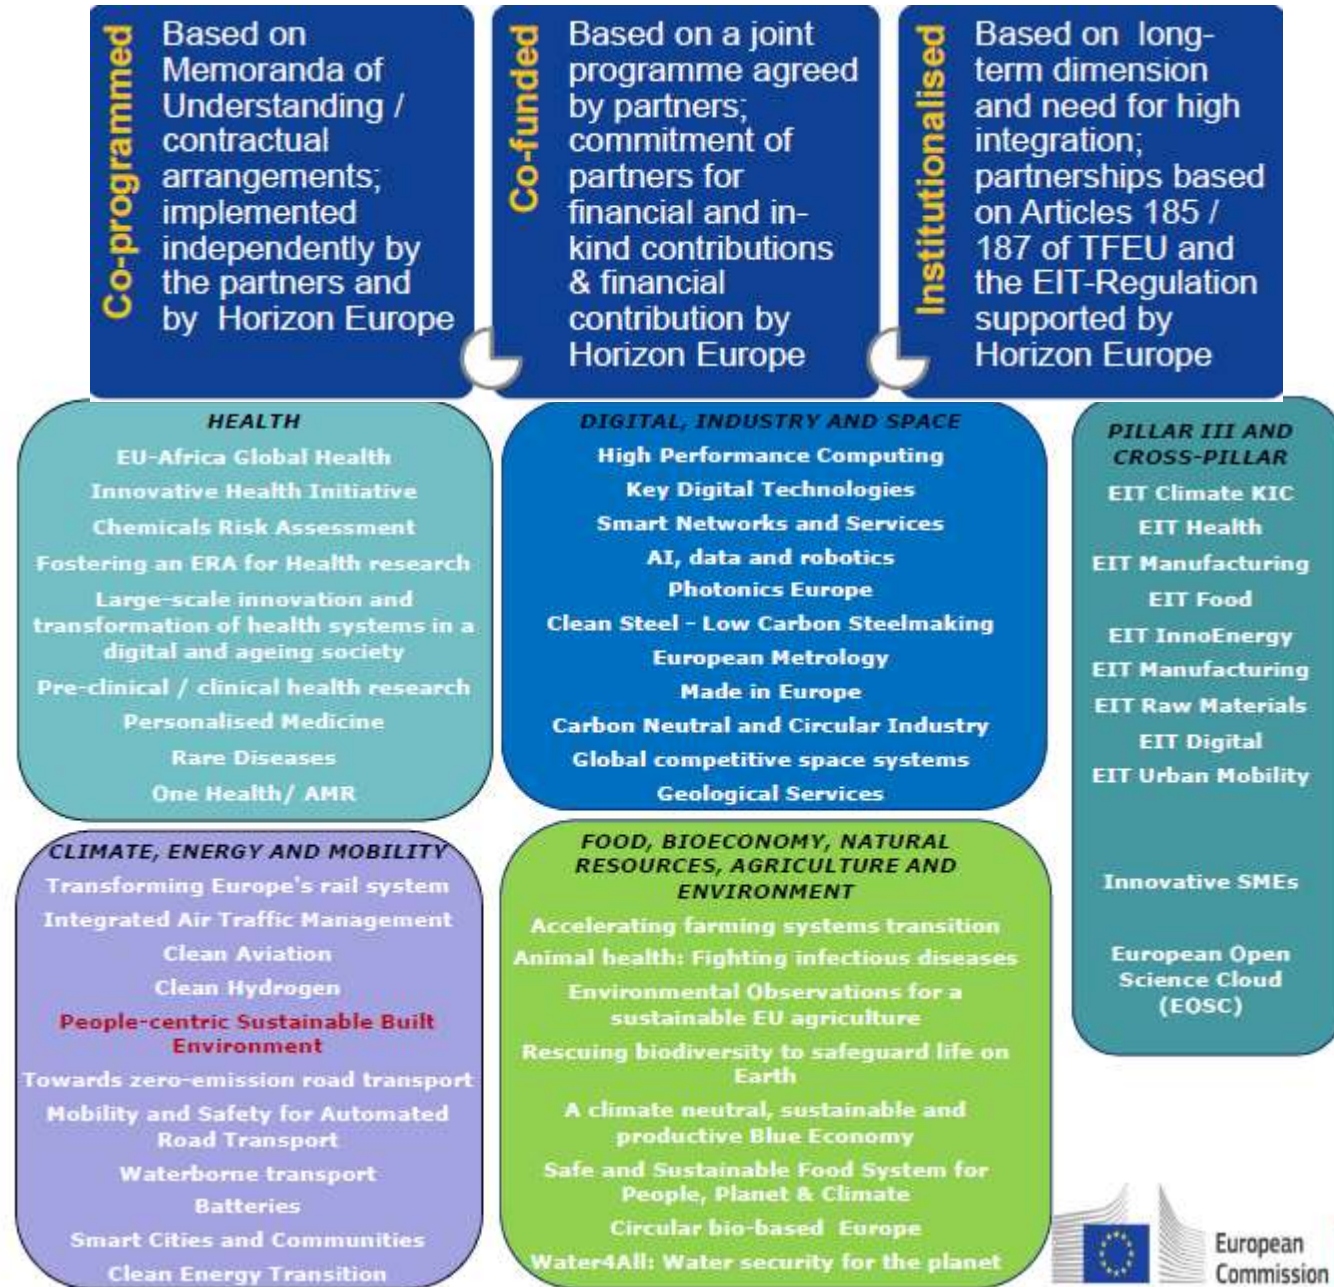 Co-programmed
Based on
Memoranda of
Understanding /
contractual
arrangements;
implemented
independently by
the partners and
by Horizon Europe
Co-funded
Based on a joint
programme agreed
by partners;
commitment of
partners for
financial and in-
kind contributions
& financial
contribution by
Horizon Europe
Institutionalised
Based on long-
term dimension
and need for high
integration;
partnerships based
on Articles 185 /
187 of TFEU and
the EIT-Regulation
supported by
Horizon Europe
HEALTH
EU-Africa Global Health
Innovative Health Initiative
Chemicals Risk Assessment
Fostering an ERA for Health research
Large-scale innovation and
transformation of health systems in a
digital and ageing society
Pre-clinical / clinical health research
Personalised Medicine
Rare Diseases
One Health/ AMR
DIGITAL, INDUSTRY AND SPACE
High Performance Computing
Key Digital Technologies
Smart Networks and Services
AI, data and robotics
Photonics Europe
Clean Steel - Low Carbon Steelmaking
European Metrology
Made in Europe
Carbon Neutral and Circular Industry
Global competitive space systems
Geological Services
PILLAR III AND
CROSS-PILLAR
EIT Climate KIC
EIT Health
EIT Manufacturing
EIT Food
EIT InnoEnergy
EIT Manufacturing
EIT Raw Materials
EIT Digital
EIT Urban Mobility
Innovative SMEs
European Open
Science Cloud
(EOSC)
CLIMATE, ENERGY AND MOBILITY
Transforming Europe's rail system
Integrated Air Traffic Management
Clean Aviation
Clean Hydrogen
People-centric Sustainable Built
Environment
Towards zero-emission road transport
Mobility and Safety for Automated
Road Transport
Waterborne transport
Batteries
Smart Cities and Communities
Clean Energy Transition
FOOD, BIOECONOMY, NATURAL
RESOURCES, AGRICULTURE AND
ENVIRONMENT
Accelerating farming systems transition
Animal health: Fighting infectious diseases
Environmental Observations for a
sustainable EU agriculture
Rescuing biodiversity to safeguard life on
Earth
A climate neutral, sustainable and
productive Blue Economy
Safe and Sustainable Food System for
People, Planet & Climate
Circular bio-based Europe
Water4All: Water security for the planet
European
Commission